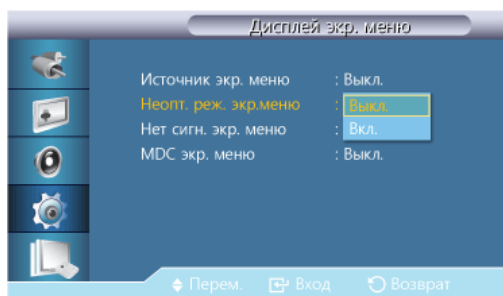 Дисплей экр. меню
Источник экр. меню : Выкл.
Неопт. реж. экр.меню : Выкл.
Вкл.
Нет сигн. экр. меню :
MDC экр. меню : Выкл.
Перем. Вход Возврат